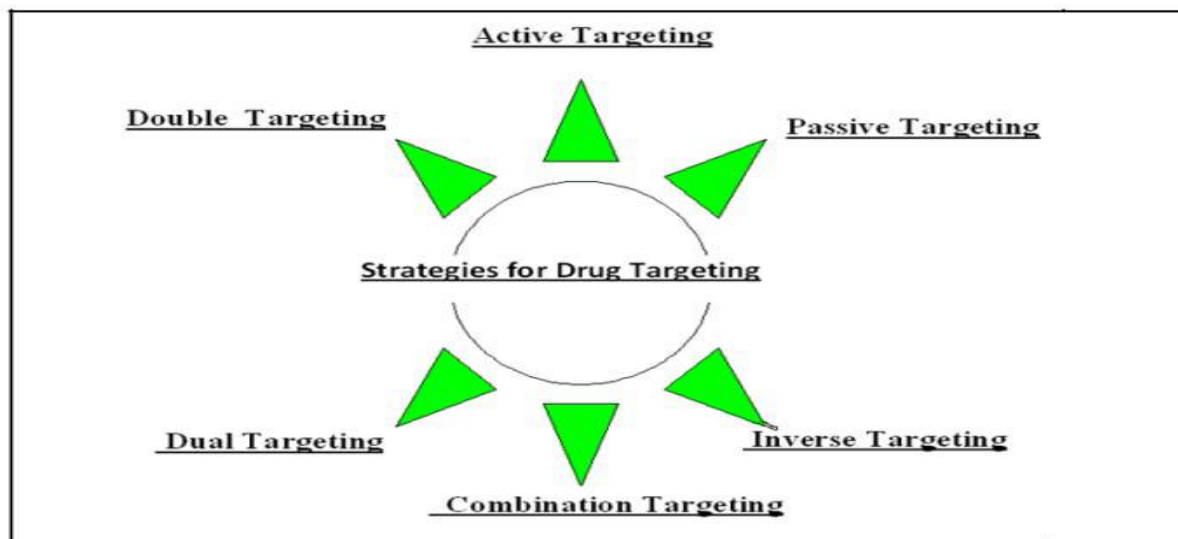 Active Targeting
Double Targeting
Passive Targeting
Strategies for Drug Targeting
Dual Targeting
Inverse Targeting
Combination Targeting